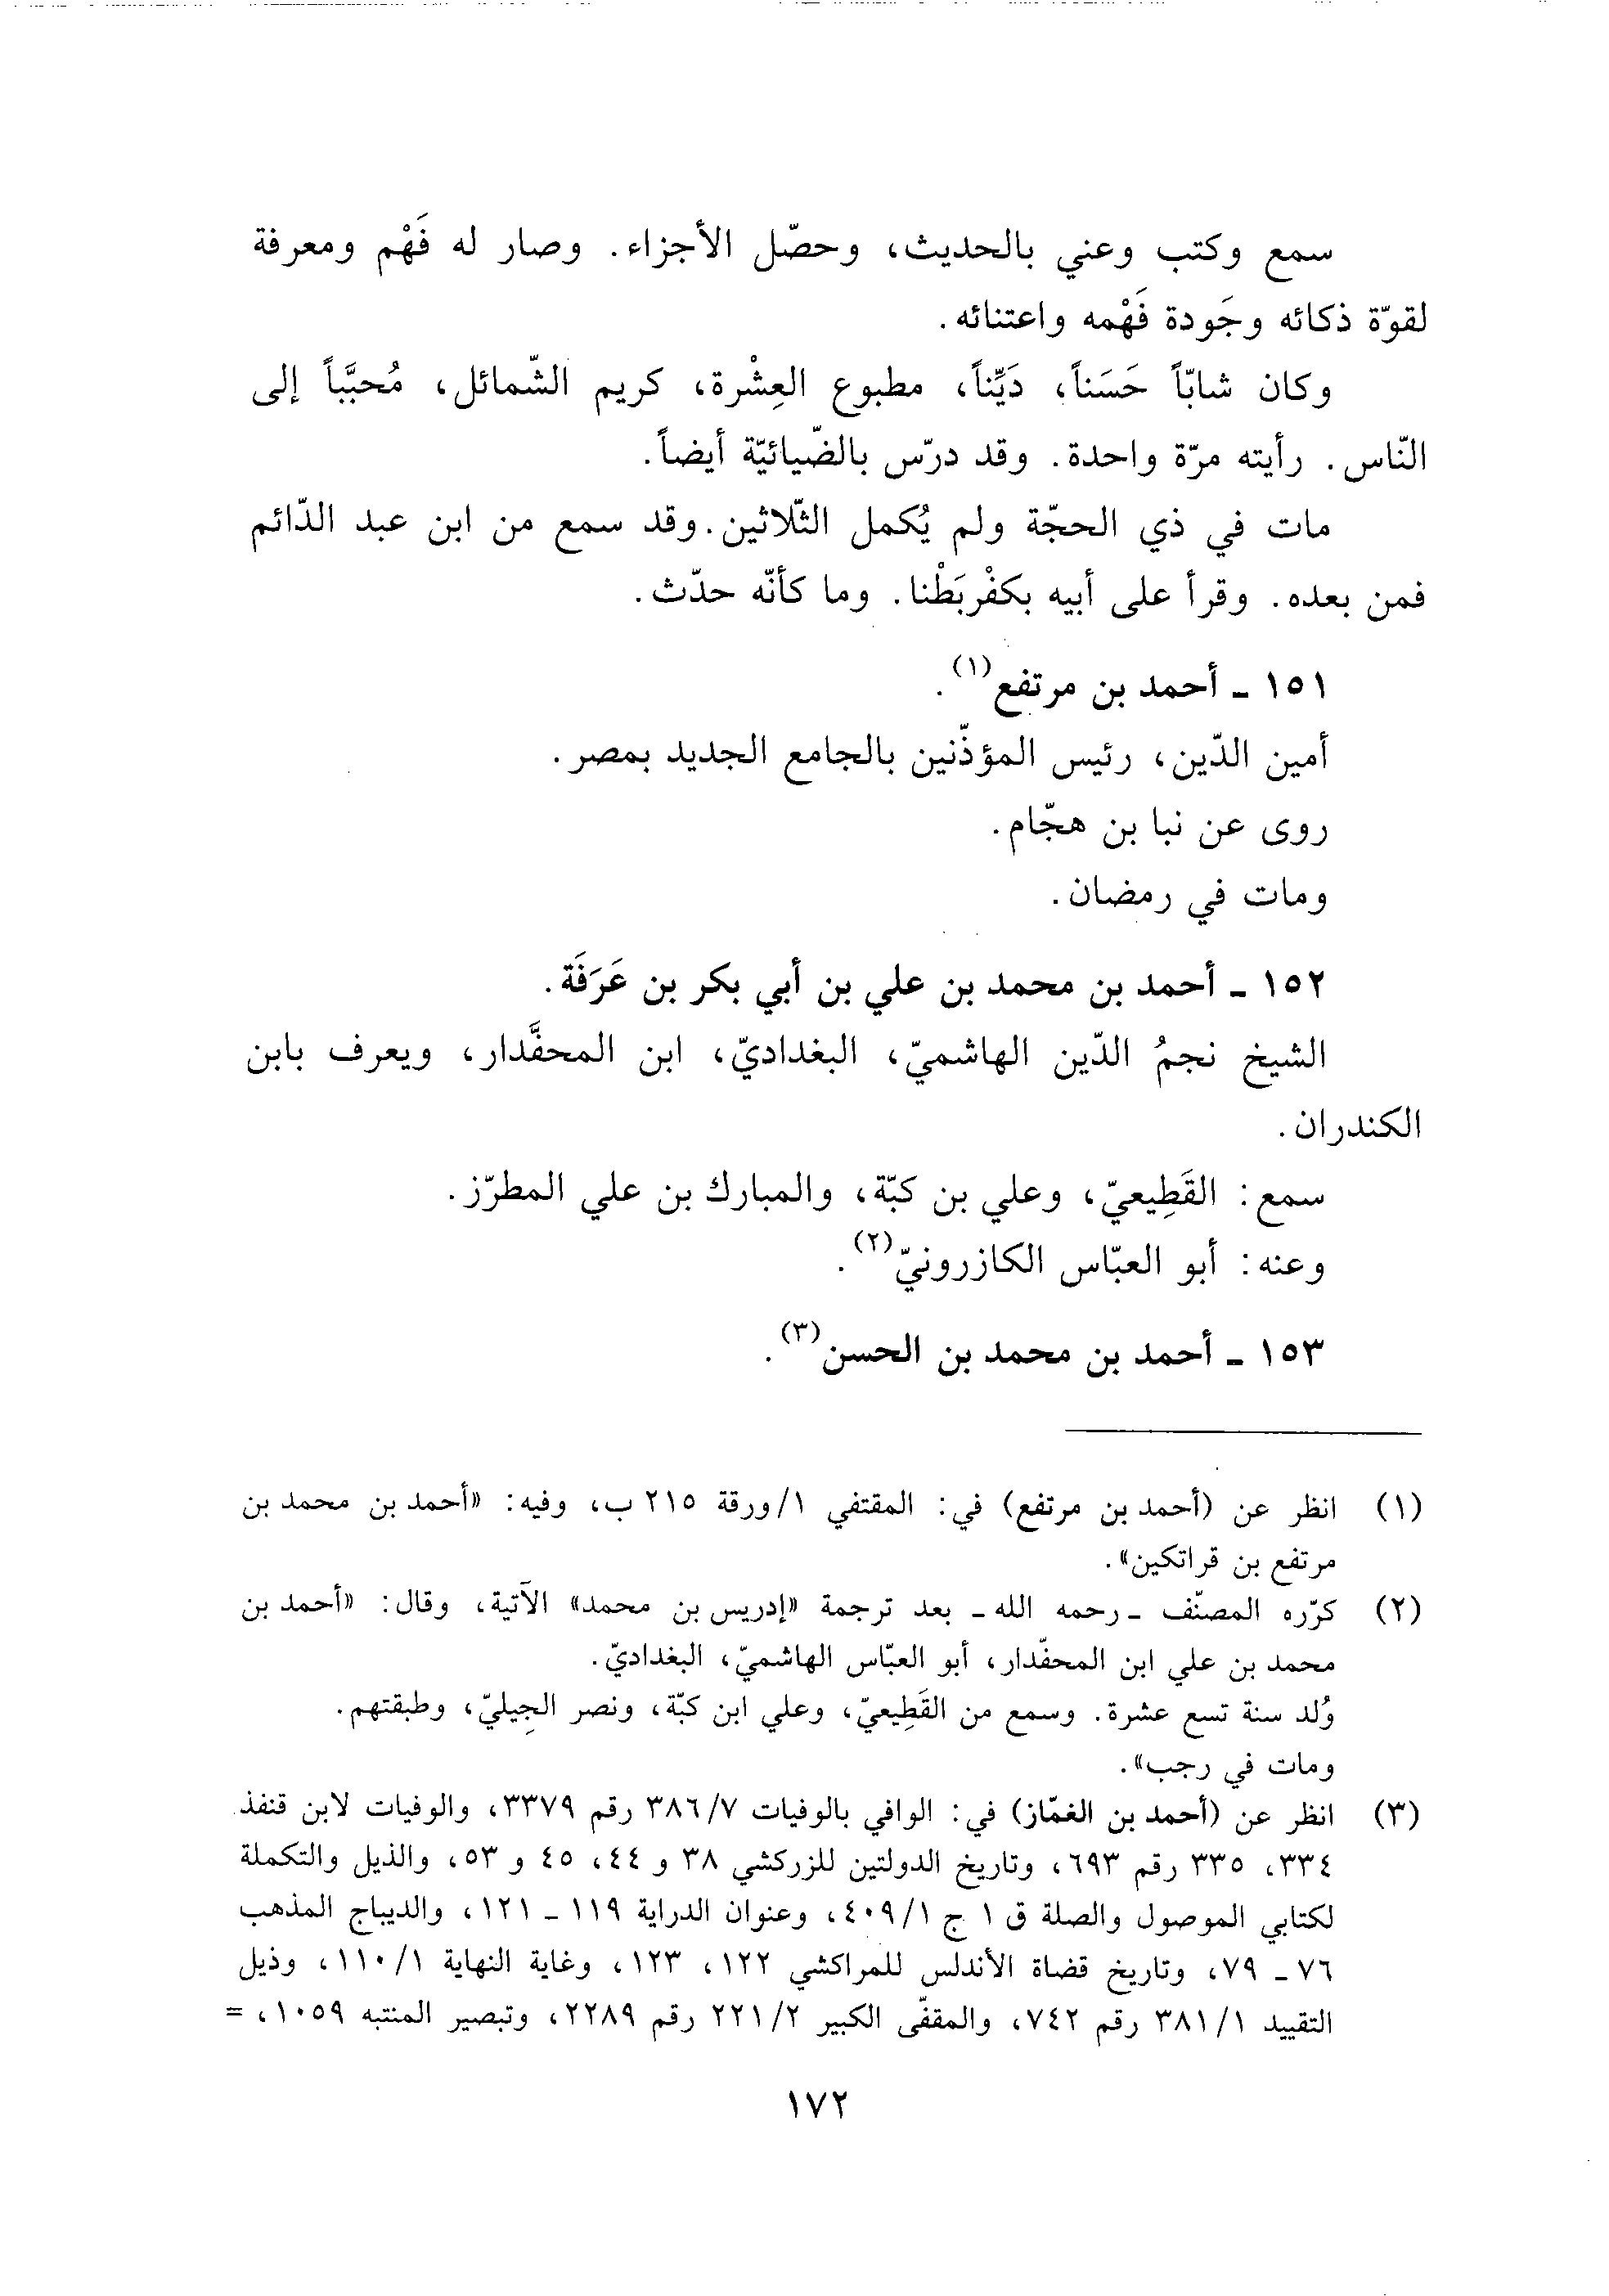 سمع وكتب وعني بالحديث، وحصّل الأجزاء. وصار له فَهْم ومعرفة
لقوّة ذكائه وجَودة فَهْمه واعتنائه.
وكان شابّاً حَسَناً، دَيِّناً، مطبوع العِشْرة، كريم الشّمائل، مُحبَّباً إلى
النّاس. رأيته مرّة واحدة. وقد درّس بالضّيائيّة أيضاً.
مات في ذي الحجّة ولم يُكمل الثّلاثين. وقد سمع من ابن عبد الدّائم
فمن بعده. وقرأ على أبيه بكفْربَطْنا. وما كأنّه حدّث.
١٥١ ـ أحمد بن مرتفع(١).
أمين الدّين، رئيس المؤذّنين بالجامع الجديد بمصر.
روى عن نبا بن هجّام.
ومات في رمضان.
١٥٢ ـ أحمد بن محمد بن علي بن أبي بكر بن عَرَفَة.
الشيخ نجمُ الدّين الهاشميّ، البغداديّ، ابن المحفَّدار، ويعرف بابن
الكندران.
سمع: القَطِيعيّ، وعلي بن كبّة، والمبارك بن علي المطرّز.
وعنه: أبو العبّاس الكازرونيّ(٢).
١٥٣ ـ أحمد بن محمد بن الحسن(٣).
(١) انظر عن (أحمد بن مرتفع) في: المقتفي ١/ورقة ٢١٥ ب، وفيه: «أحمد بن محمد بن
مرتفع بن قراتكين».
(٢) كرّره المصنّف ـ رحمه الله ـ بعد ترجمة «إدريس بن محمد» الآتية، وقال: «أحمد بن
محمد بن علي ابن المحفّدار، أبو العبّاس الهاشميّ، البغداديّ.
وُلد سنة تسع عشرة. وسمع من القَطِيعيّ، وعلي ابن كبّة، ونصر الجِيليّ، وطبقتهم.
ومات في رجب».
(٣) انظر عن (أحمد بن الغمّاز) في: الوافي بالوفيات ٣٨٦/٧ رقم ٣٣٧٩، والوفيات لابن قنفذ
٣٣٤، ٣٣٥ رقم ٦٩٣، وتاريخ الدولتين للزركشي ٣٨ و ٤٤، ٤٥ و ٥٣، والذيل والتكملة
لكتابي الموصول والصلة ق ١ ج ٤٠٩/١، وعنوان الدراية ١١٩ ـ ١٢١، والديباج المذهب
٧٦ ـ ٧٩، وتاريخ قضاة الأندلس للمراكشي ١٢٢، ١٢٣، وغاية النهاية ١١٠/١، وذيل
التقييد ٣٨١/١ رقم ٧٤٢، والمقفّى الكبير ٢٢١/٢ رقم ٢٢٨٩، وتبصير المنتبه ١٠٥٩، =
١٧٢